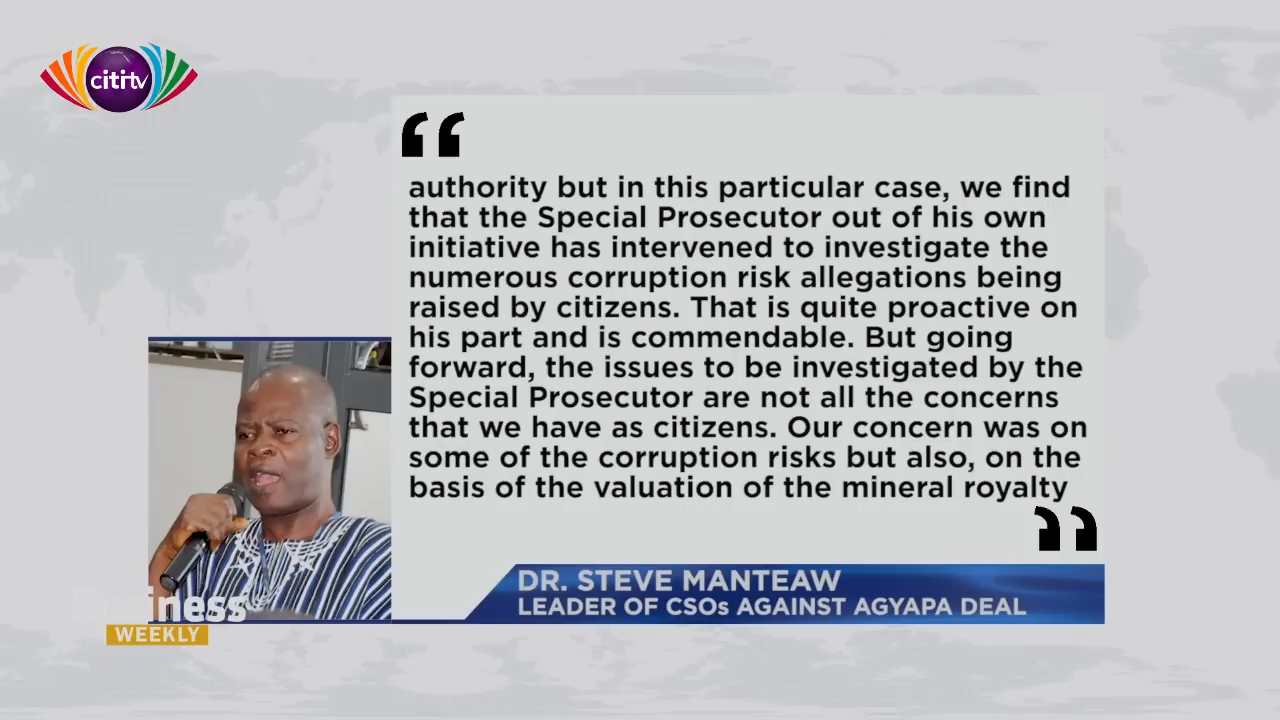 cititv
authority but in this particular case, we find
that the Special Prosecutor out of his own
initiative has intervened to investigate the
numerous corruption risk allegations being
raised by citizens. That is quite proactive on
his part and is commendable. But going
forward, the issues to be investigated by the
Special Prosecutor are not all the concerns
that we have as citizens. Our concern was on
some of the corruption risks but also, on the
basis of the valuation of the mineral royalty
DR. STEVE MANTEAW
LEADER OF CSOs AGAINST AGYAPA DEAL
Business
WEEKLY